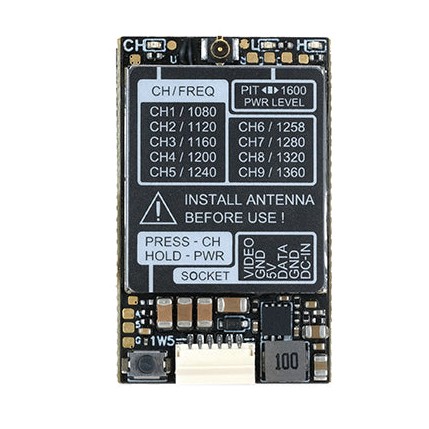 CH
L
H
CH/FREQ
CH1 / 1080
CH2 / 1120
CH3 / 1160
CH4 / 1200
CH5 / 1240
PIT ◄▮► 1600
PWR LEVEL
CH6 / 1258
CH7 / 1280
CH8 / 1320
CH9 / 1360
INSTALL ANTENNA
BEFORE USE !
PRESS - CH
HOLD - PWR
SOCKET
VIDEO
GND
5V
DATA
GND
DC-IN
G
1W5
100